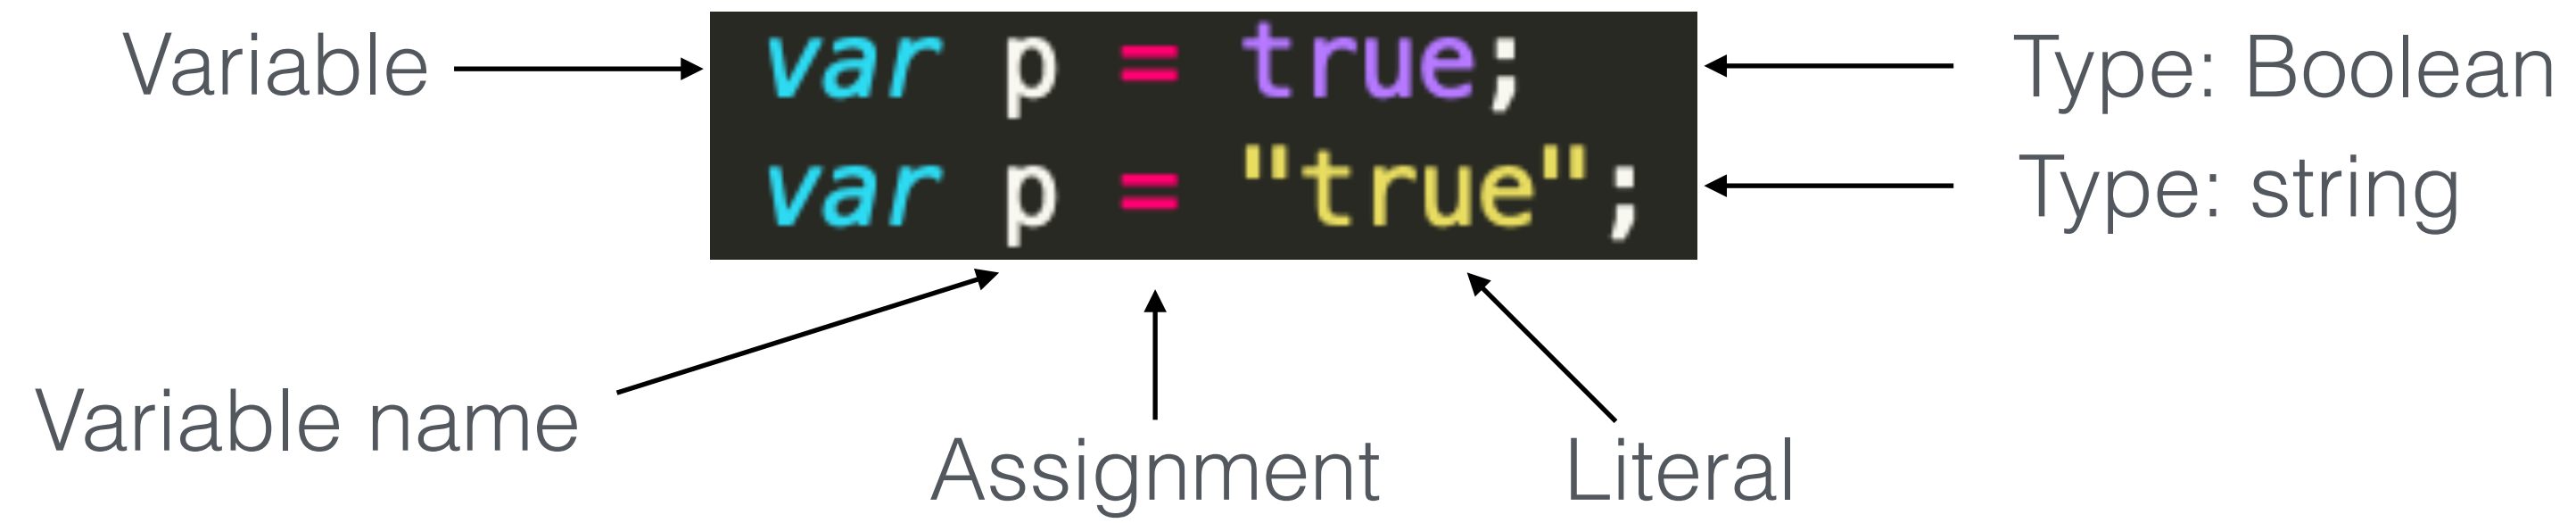 Variable
var p = true;
Type: Boolean
var p = "true";
Type: string
Variable name
Assignment
Literal